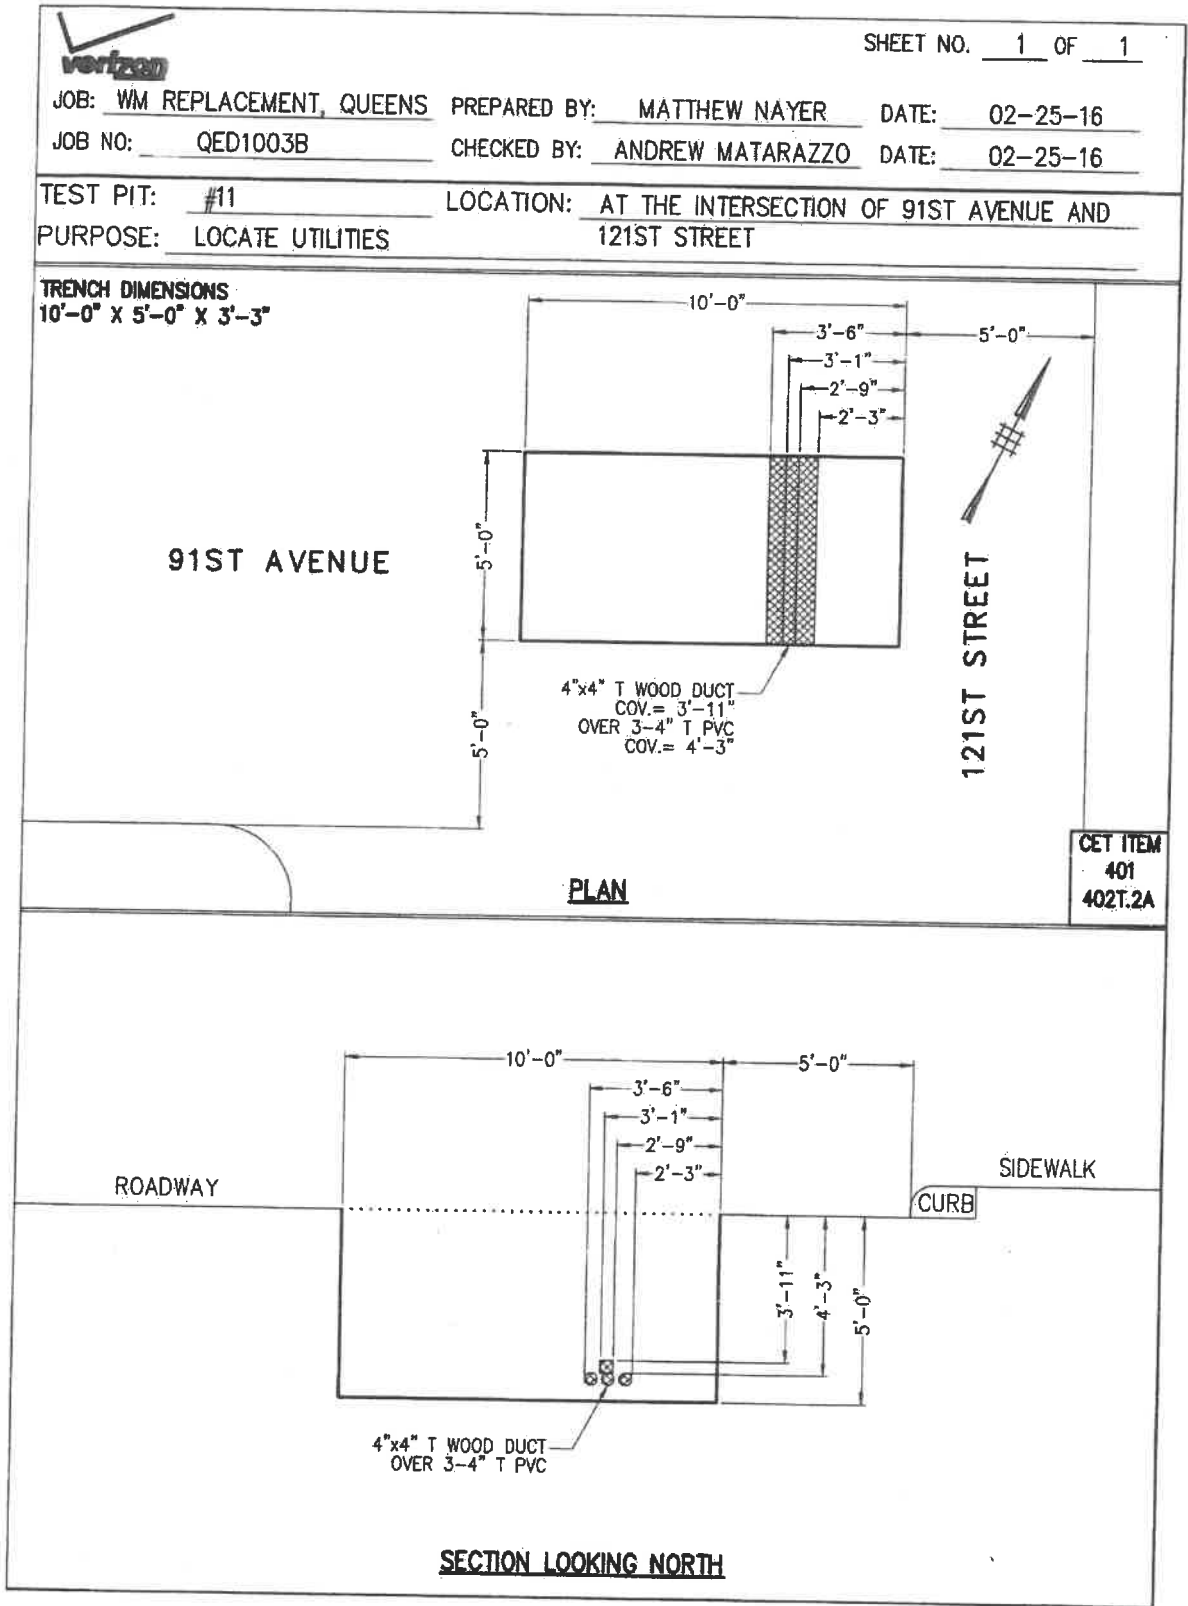 verizon
SHEET NO. 1 OF 1
JOB: WM REPLACEMENT, QUEENS PREPARED BY: MATTHEW NAYER DATE: 02-25-16
JOB NO: QED1003B CHECKED BY: ANDREW MATARAZZO DATE: 02-25-16
TEST PIT: #11 LOCATION: AT THE INTERSECTION OF 91ST AVENUE AND
PURPOSE: LOCATE UTILITIES 121ST STREET
TRENCH DIMENSIONS
10'-0" X 5'-0" X 3'-3"
10'-0"
3'-6" 5'-0"
3'-1"
2'-9"
2'-3"
91ST AVENUE
5'-0"
121ST STREET
4"x4" T WOOD DUCT
COV.= 3'-11"
OVER 3-4" T PVC
COV.= 4'-3"
5'-0"
CET ITEM
401
402T.2A
PLAN
10'-0" 5'-0"
3'-6"
3'-1"
2'-9"
2'-3"
ROADWAY
SIDEWALK
CURB
3'-11"
4'-3"
5'-0"
4"x4" T WOOD DUCT
OVER 3-4" T PVC
SECTION LOOKING NORTH